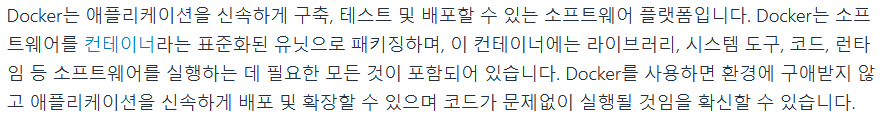 Docker는 애플리케이션을 신속하게 구축, 테스트 및 배포할 수 있는 소프트웨어 플랫폼입니다. Docker는 소프
트웨어를 컨테이너라는 표준화된 유닛으로 패키징하며, 이 컨테이너에는 라이브러리, 시스템 도구, 코드, 런타
임 등 소프트웨어를 실행하는 데 필요한 모든 것이 포함되어 있습니다. Docker를 사용하면 환경에 구애받지 않
고 애플리케이션을 신속하게 배포 및 확장할 수 있으며 코드가 문제없이 실행될 것임을 확신할 수 있습니다.